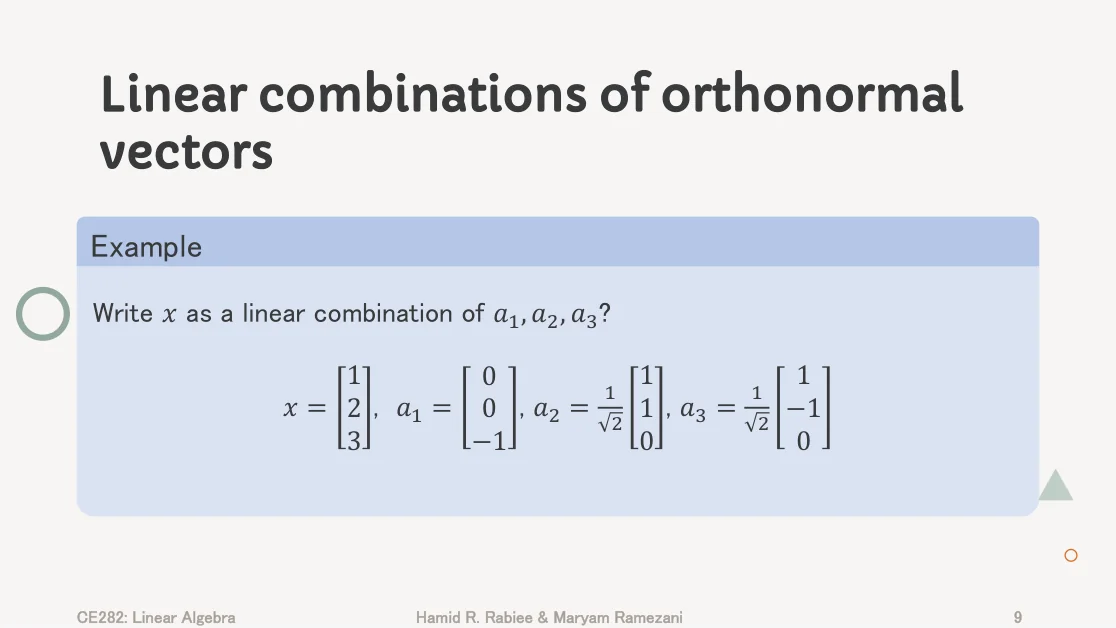 Linear combinations of orthonormal
vectors
Example
Write 𝑥 as a linear combination of 𝑎₁, 𝑎₂, 𝑎₃?
𝑥 = [1 2 3], 𝑎₁ = [0 0 −1], 𝑎₂ = 1/√2 [1 1 0], 𝑎₃ = 1/√2 [1 −1 0]
CE282: Linear Algebra Hamid R. Rabiee & Maryam Ramezani 9